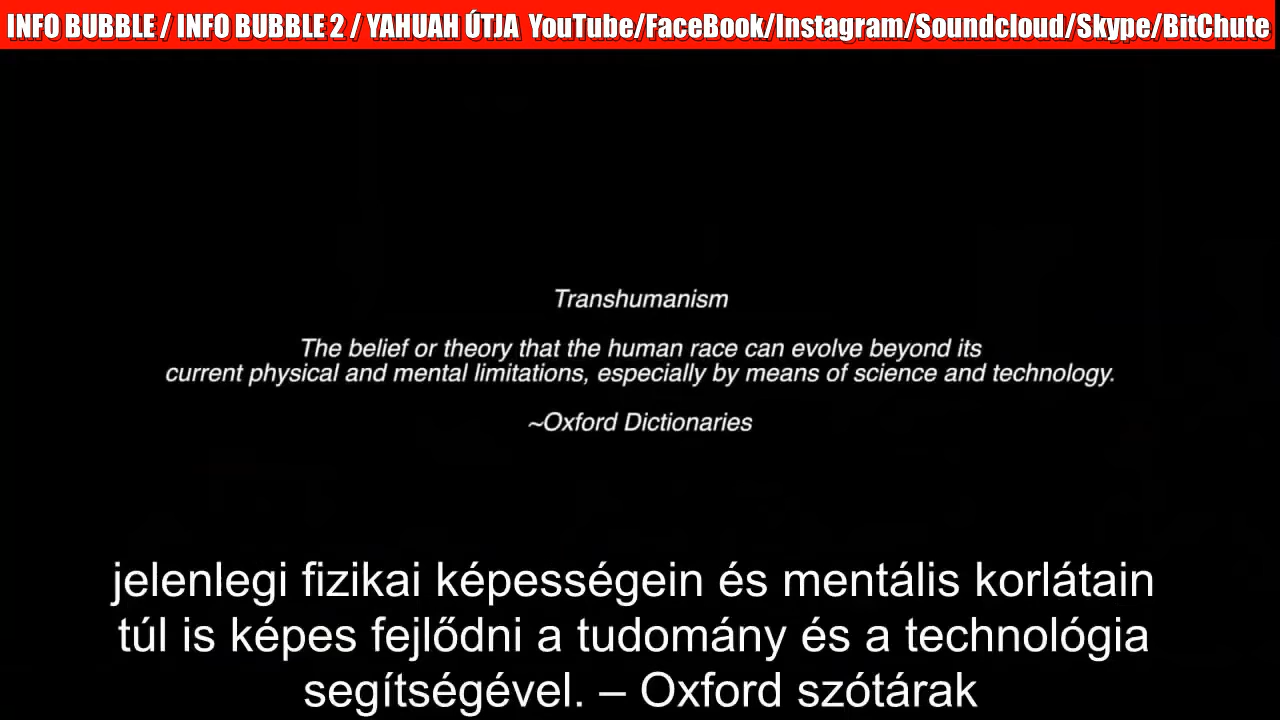 INFO BUBBLE / INFO BUBBLE 2 / YAHUAH ÚTJA YouTube/FaceBook/Instagram/Soundcloud/Skype/BitChute
Transhumanism
The belief or theory that the human race can evolve beyond its
current physical and mental limitations, especially by means of science and technology.
~Oxford Dictionaries
jelenlegi fizikai képességein és mentális korlátain
túl is képes fejlődni a tudomány és a technológia
segítségével. – Oxford szótárak